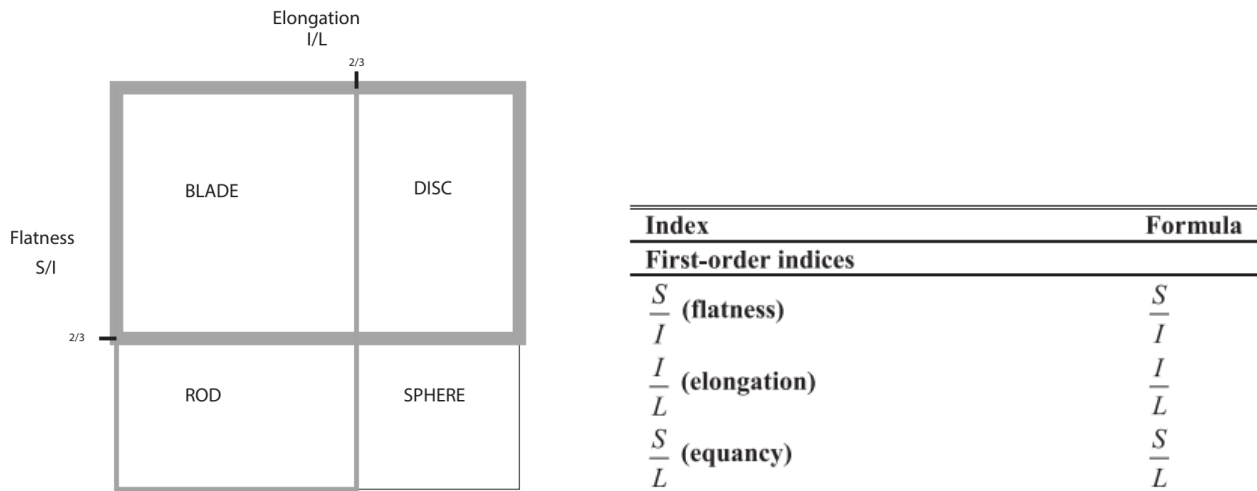 Elongation
I/L
2/3
BLADE
DISC
Flatness
S/I
2/3
ROD
SPHERE
Index Formula
First-order indices
S/I (flatness) S/I
I/L (elongation) I/L
S/L (equancy) S/L